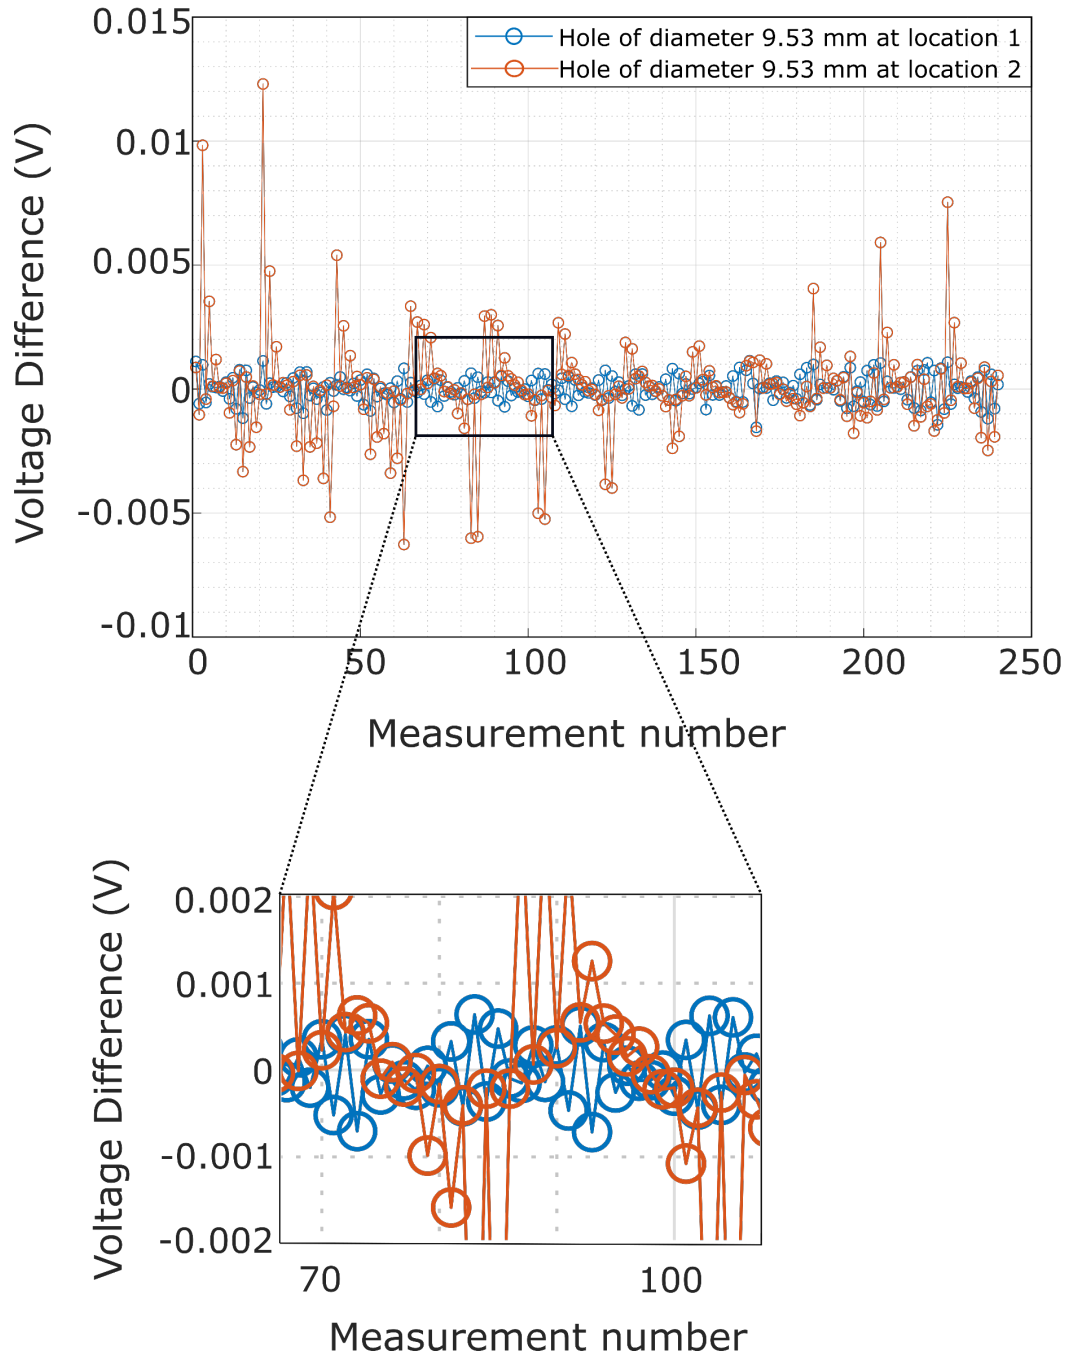 0.015
Hole of diameter 9.53 mm at location 1
Hole of diameter 9.53 mm at location 2
0.01
0.005
0
-0.005
-0.01
Voltage Difference (V)
0 50 100 150 200 250
Measurement number
0.002
0.001
0
-0.001
-0.002
Voltage Difference (V)
70 100
Measurement number